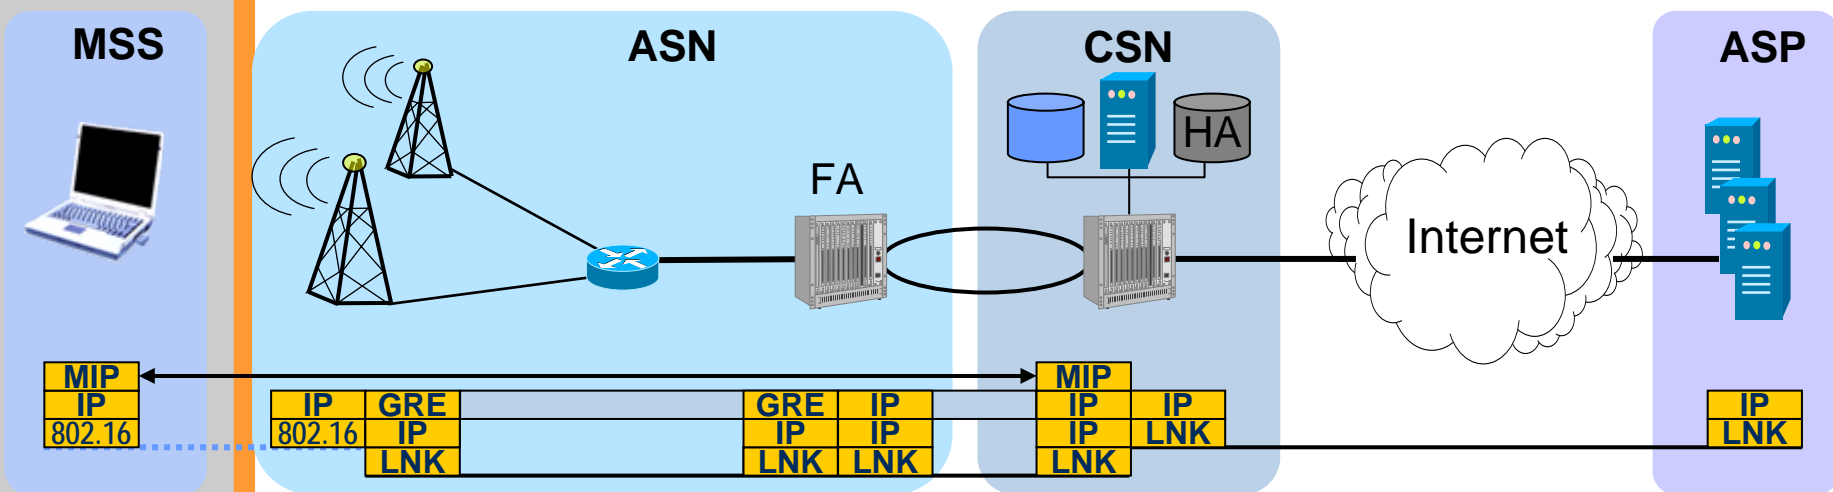 MSS
ASN
CSN
ASP
HA
FA
Internet
MIP
MIP
IP
IP
GRE
GRE
IP
IP
IP
IP
802.16
802.16
IP
IP
IP
IP
LNK
LNK
LNK
LNK
LNK
LNK